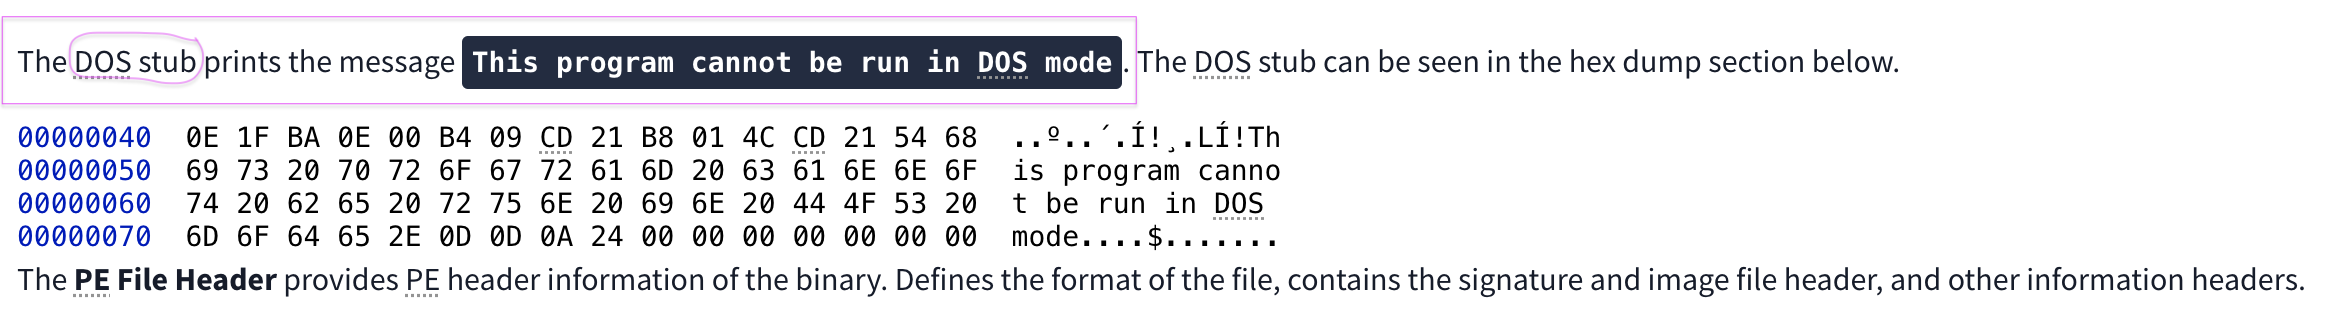 The DOS stub prints the message This program cannot be run in DOS mode. The DOS stub can be seen in the hex dump section below.
00000040  0E 1F BA 0E 00 B4 09 CD 21 B8 01 4C CD 21 54 68  ..º..´.Í!¸.LÍ!Th
00000050  69 73 20 70 72 6F 67 72 61 6D 20 63 61 6E 6E 6F  is program canno
00000060  74 20 62 65 20 72 75 6E 20 69 6E 20 44 4F 53 20  t be run in DOS
00000070  6D 6F 64 65 2E 0D 0D 0A 24 00 00 00 00 00 00 00  mode....$.......
The PE File Header provides PE header information of the binary. Defines the format of the file, contains the signature and image file header, and other information headers.